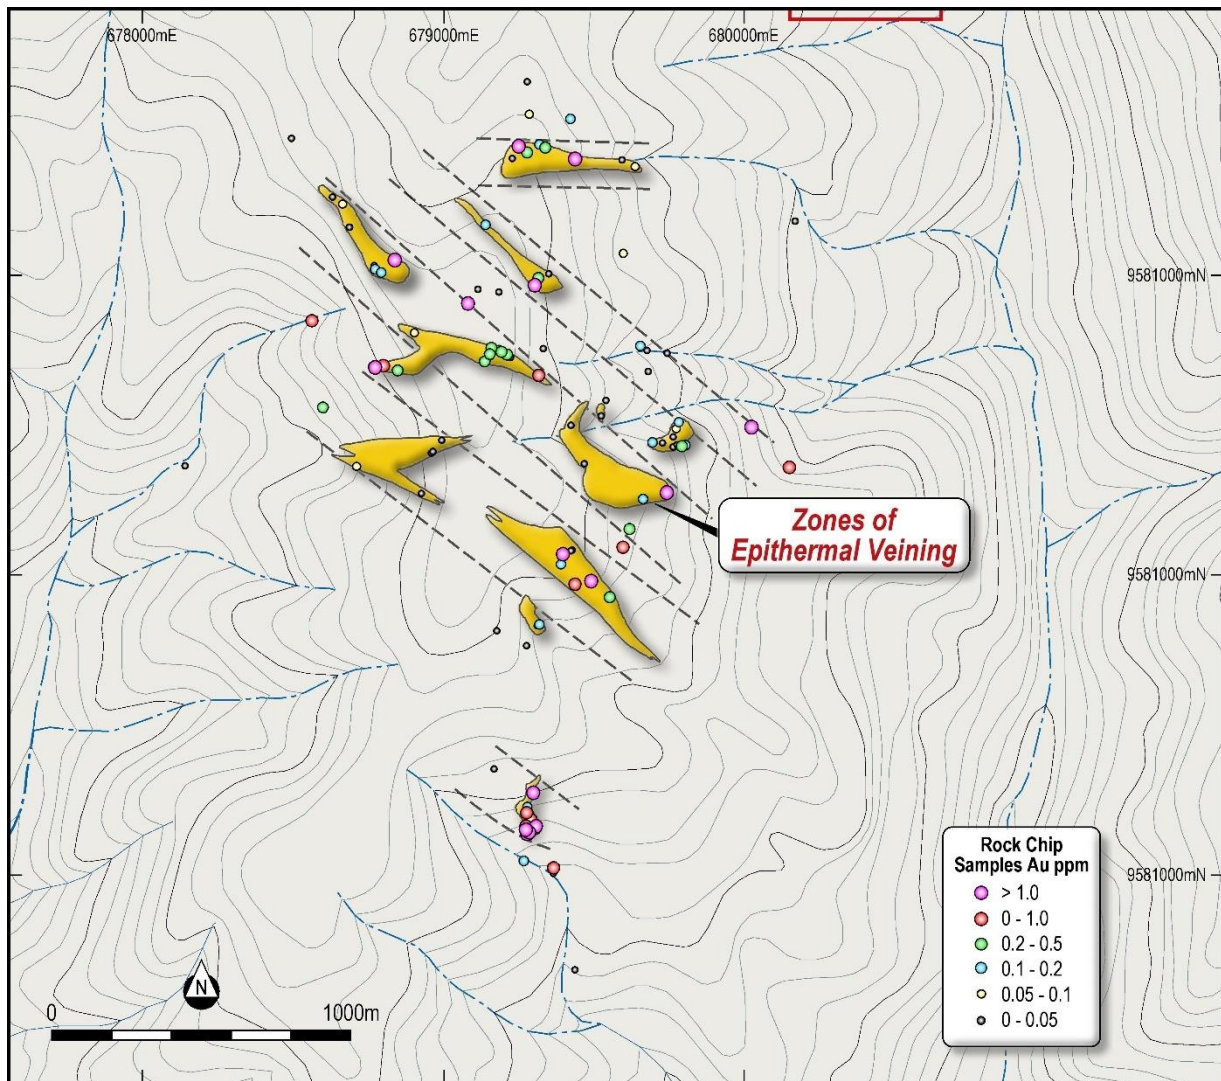 678000mE
679000mE
680000mE
9581000mN
Zones of
Epithermal Veining
9581000mN
Rock Chip
Samples Au ppm
> 1.0
0 - 1.0
0.2 - 0.5
0.1 - 0.2
0.05 - 0.1
0 - 0.05
9581000mN
N
0
1000m